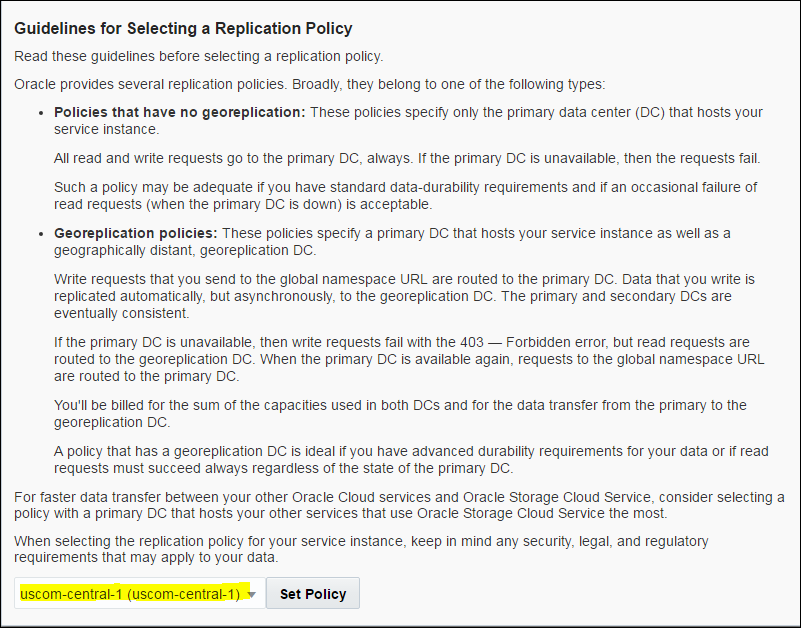 Guidelines for Selecting a Replication Policy
Read these guidelines before selecting a replication policy.
Oracle provides several replication policies. Broadly, they belong to one of the following types:
• Policies that have no georeplication: These policies specify only the primary data center (DC) that hosts your
service instance.
All read and write requests go to the primary DC, always. If the primary DC is unavailable, then the requests fail.
Such a policy may be adequate if you have standard data-durability requirements and if an occasional failure of
read requests (when the primary DC is down) is acceptable.
• Georeplication policies: These policies specify a primary DC that hosts your service instance as well as a
geographically distant, georeplication DC.
Write requests that you send to the global namespace URL are routed to the primary DC. Data that you write is
replicated automatically, but asynchronously, to the georeplication DC. The primary and secondary DCs are
eventually consistent.
If the primary DC is unavailable, then write requests fail with the 403 — Forbidden error, but read requests are
routed to the georeplication DC. When the primary DC is available again, requests to the global namespace URL
are routed to the primary DC.
You'll be billed for the sum of the capacities used in both DCs and for the data transfer from the primary to the
georeplication DC.
A policy that has a georeplication DC is ideal if you have advanced durability requirements for your data or if read
requests must succeed always regardless of the state of the primary DC.
For faster data transfer between your other Oracle Cloud services and Oracle Storage Cloud Service, consider selecting a
policy with a primary DC that hosts your other services that use Oracle Storage Cloud Service the most.
When selecting the replication policy for your service instance, keep in mind any security, legal, and regulatory
requirements that may apply to your data.
uscom-central-1 (uscom-central-1) Set Policy